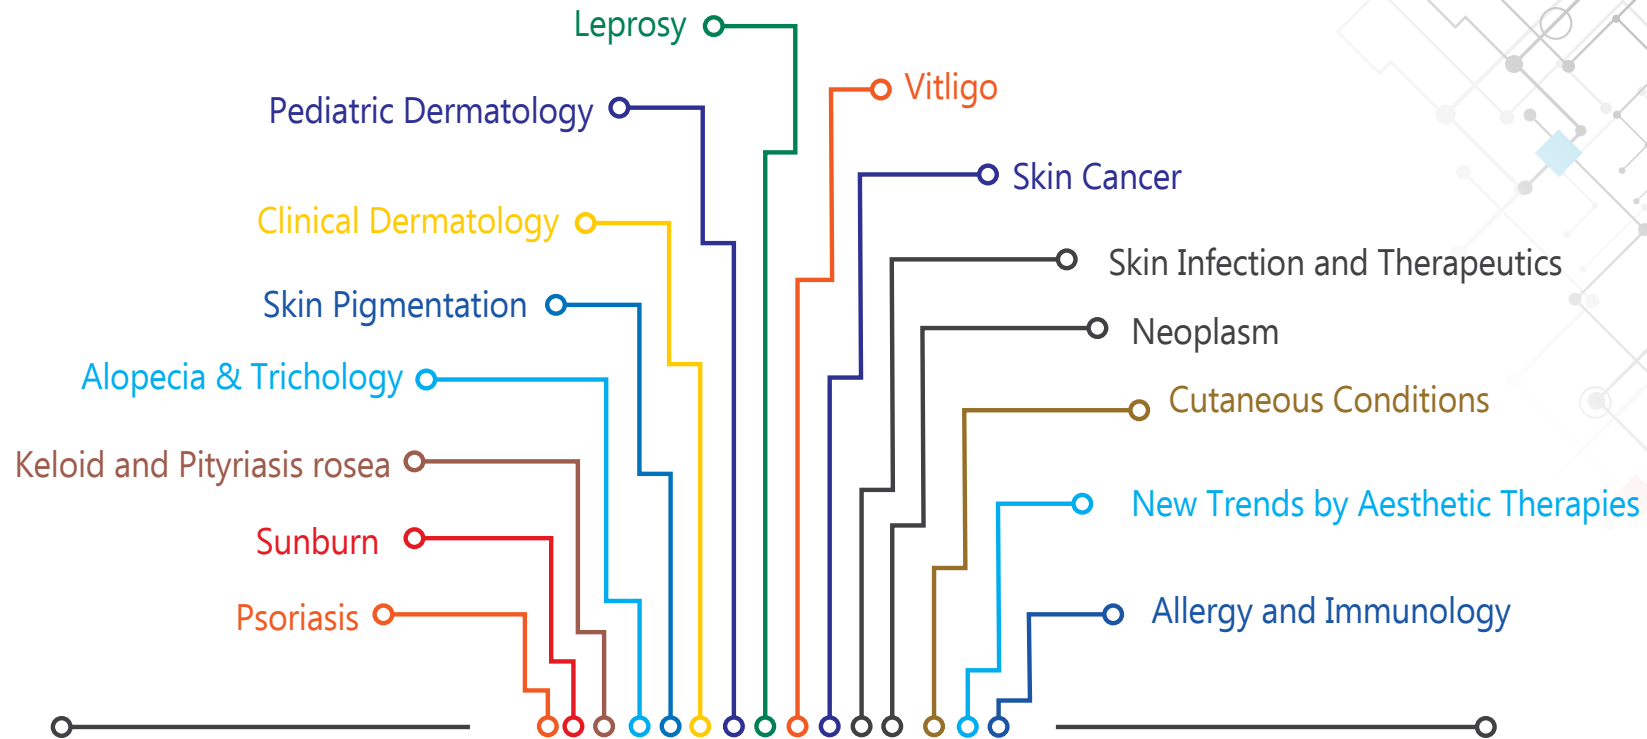 Leprosy
Vitligo
Pediatric Dermatology
Skin Cancer
Clinical Dermatology
Skin Infection and Therapeutics
Skin Pigmentation
Neoplasm
Alopecia & Trichology
Cutaneous Conditions
Keloid and Pityriasis rosea
New Trends by Aesthetic Therapies
Sunburn
Allergy and Immunology
Psoriasis